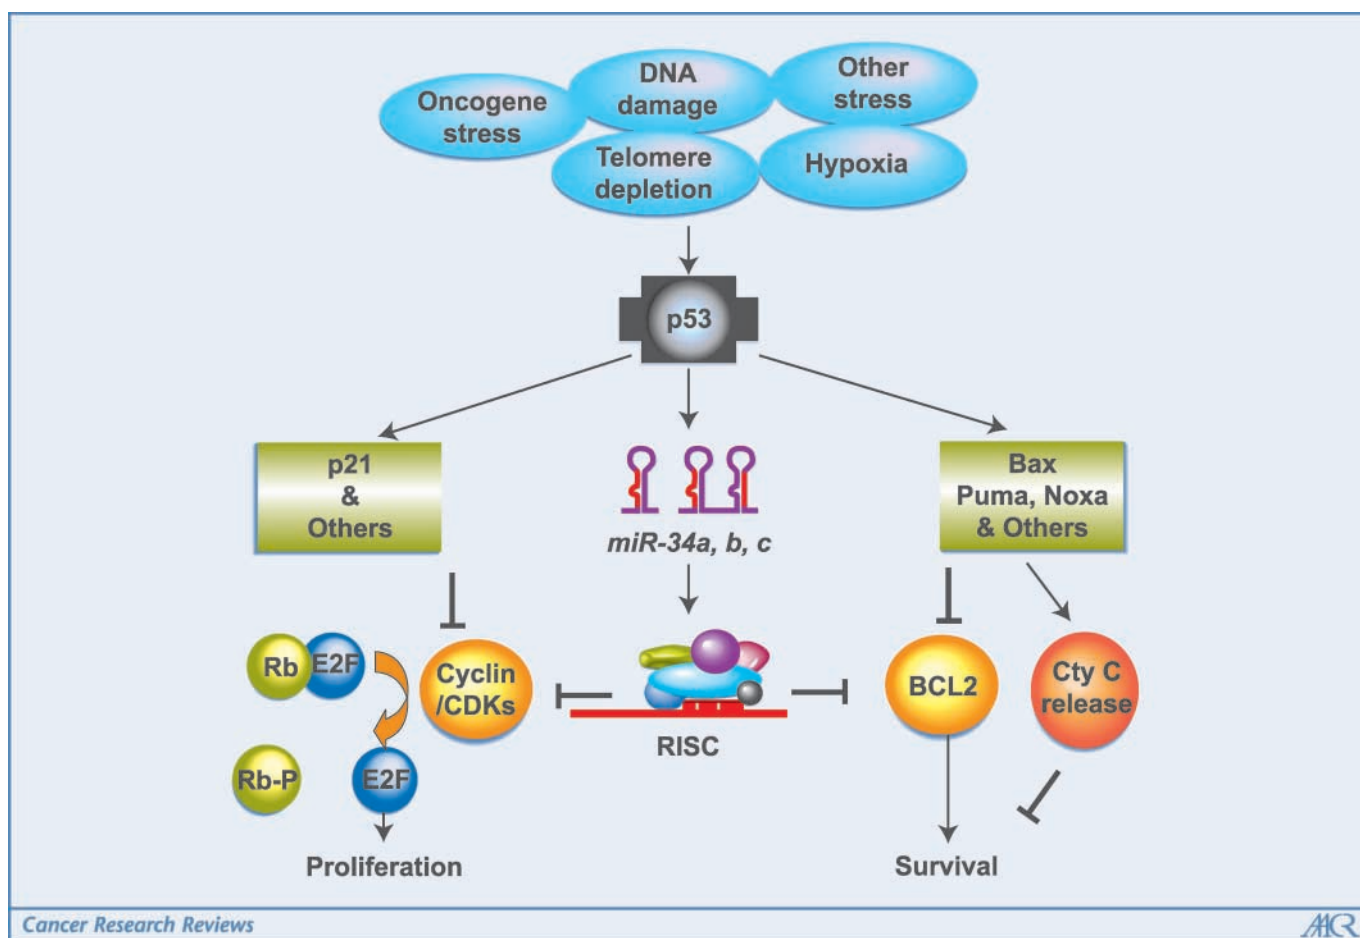 Oncogene
stress
DNA
damage
Other
stress
Telomere
depletion
Hypoxia
p53
p21
&
Others
miR-34a, b, c
Bax
Puma, Noxa
& Others
Rb
E2F
Cyclin
/CDKs
RISC
BCL2
Cty C
release
Rb-P
E2F
Proliferation
Survival
Cancer Research Reviews
AACR